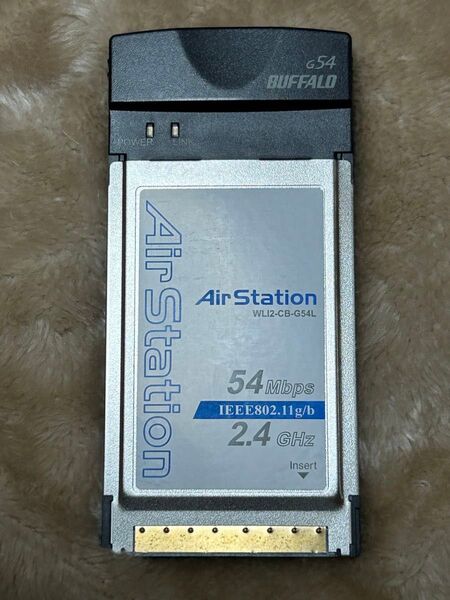 G54
BUFFALO
POWER
LINK
AirStation
AirStation
WLI2-CB-G54L
54Mbps
IEEE802.11g/b
2.4 GHz
Insert